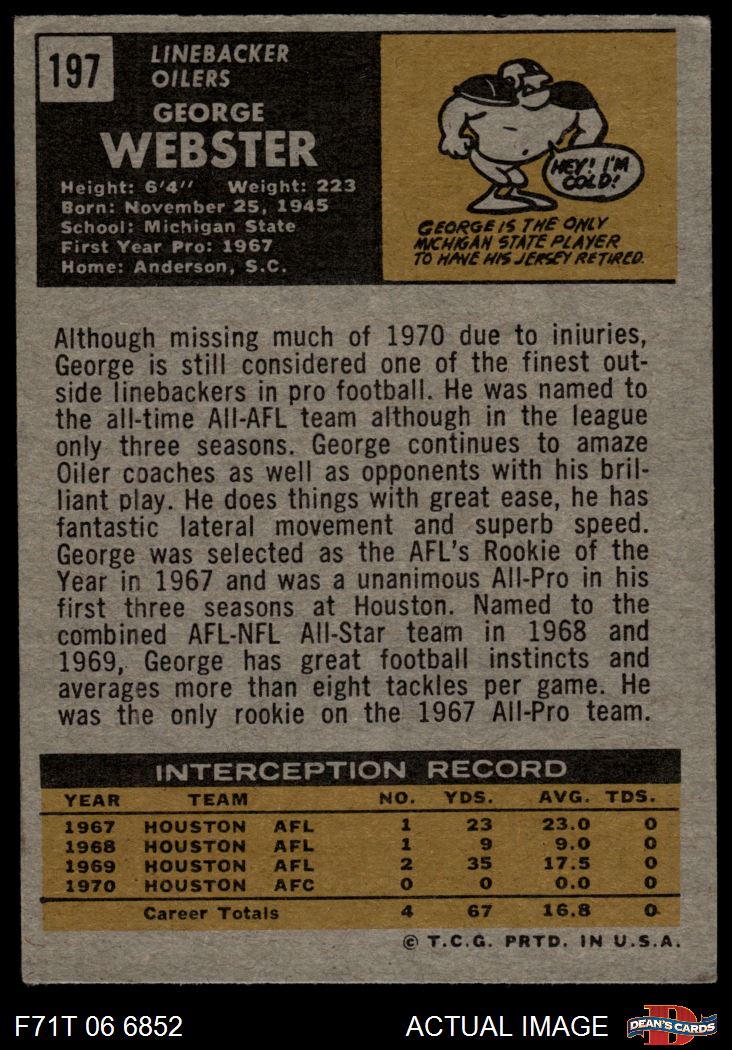 197
LINEBACKER
OILERS
GEORGE
WEBSTER
Height: 6'4" Weight: 223
Born: November 25, 1945
School: Michigan State
First Year Pro: 1967
Home: Anderson, S.C.
HEY! I'M
COLD!
GEORGE IS THE ONLY
MICHIGAN STATE PLAYER
TO HAVE HIS JERSEY RETIRED.
Although missing much of 1970 due to injuries,
George is still considered one of the finest out-
side linebackers in pro football. He was named to
the all-time All-AFL team although in the league
only three seasons. George continues to amaze
Oiler coaches as well as opponents with his bril-
liant play. He does things with great ease, he has
fantastic lateral movement and superb speed.
George was selected as the AFL's Rookie of the
Year in 1967 and was a unanimous All-Pro in his
first three seasons at Houston. Named to the
combined AFL-NFL All-Star team in 1968 and
1969, George has great football instincts and
averages more than eight tackles per game. He
was the only rookie on the 1967 All-Pro team.
INTERCEPTION RECORD
YEAR TEAM NO. YDS. AVG. TDS.
1967 HOUSTON AFL 1 23 23.0 0
1968 HOUSTON AFL 1 9 9.0 0
1969 HOUSTON AFL 2 35 17.5 0
1970 HOUSTON AFC 0 0 0.0 0
Career Totals 4 67 16.8 0
© T.C.G. PRTD. IN U.S.A.
F71T 06 6852 ACTUAL IMAGE D DEAN'S CARDS